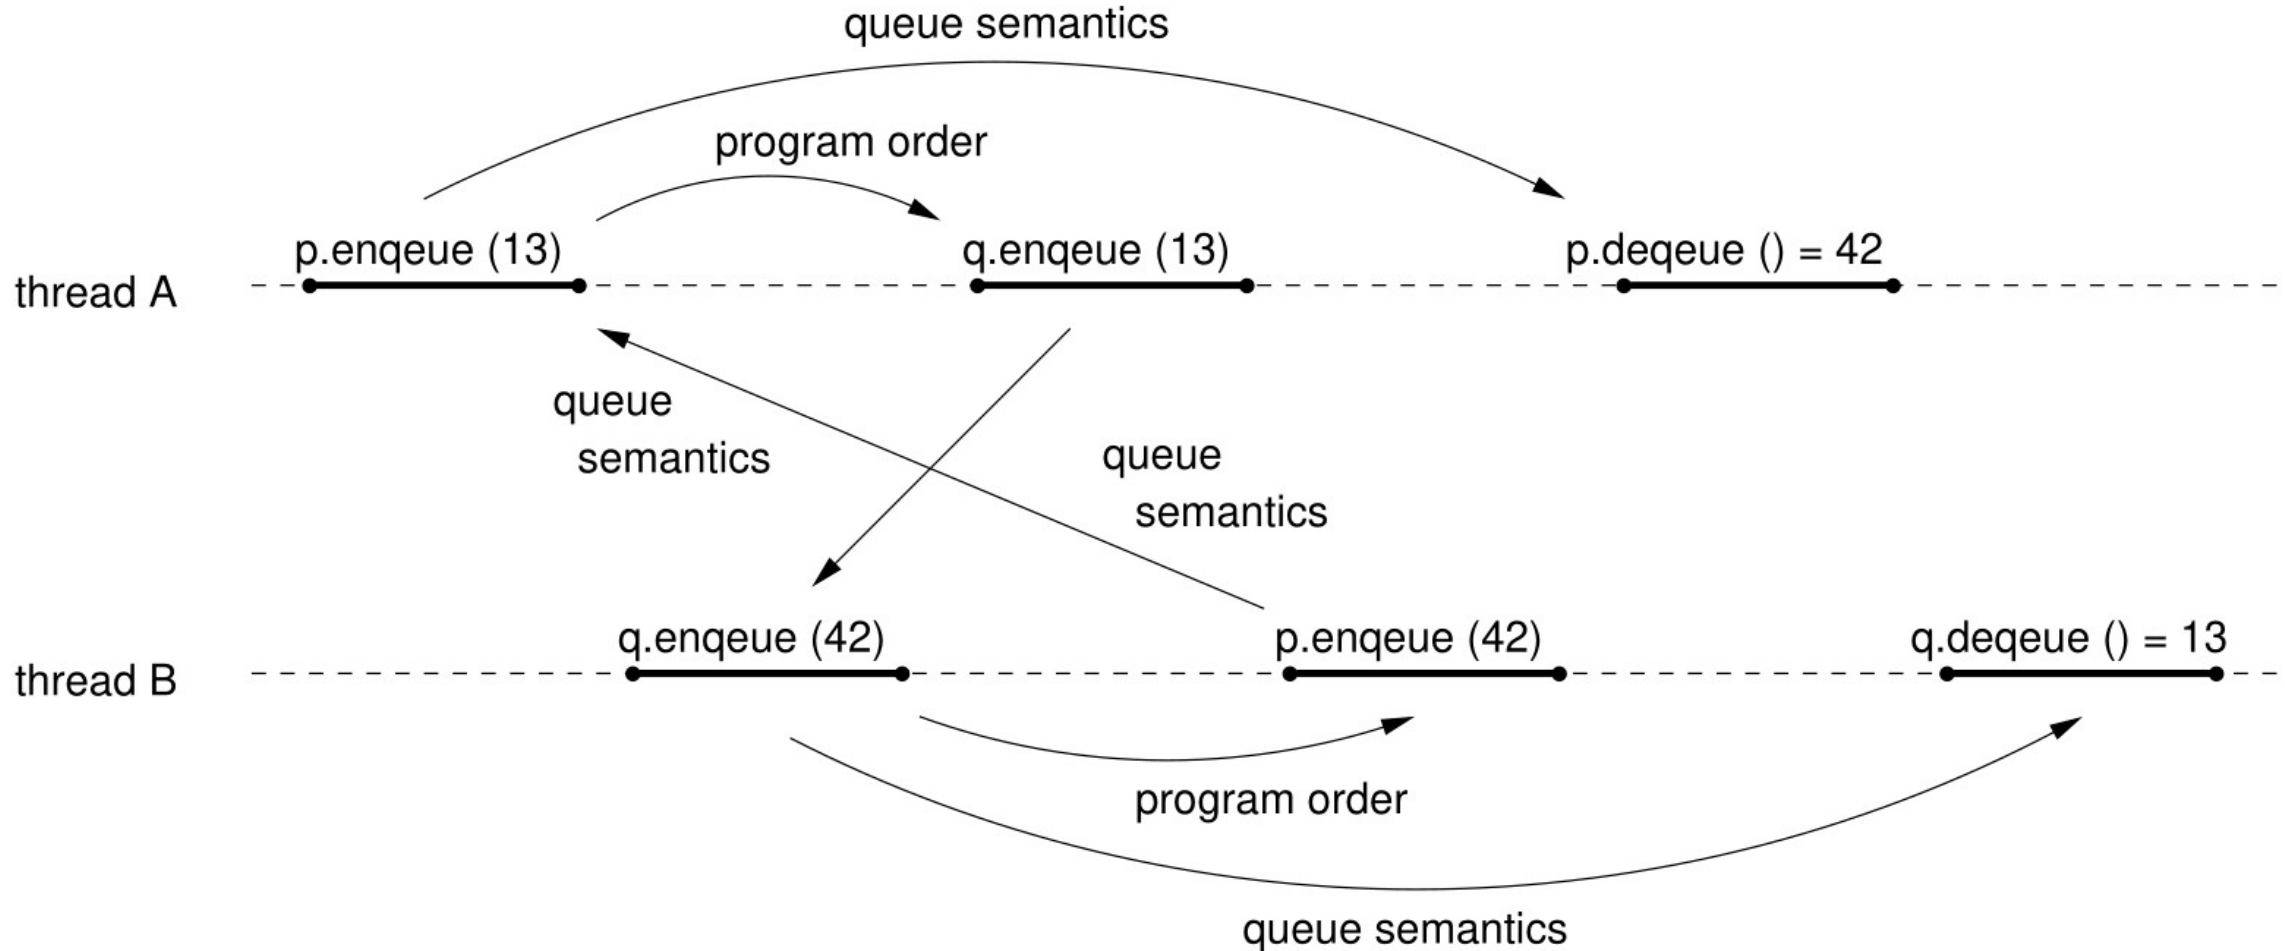 queue semantics
program order
p.enqeue (13)
q.enqeue (13)
p.deqeue () = 42
thread A
queue
semantics
queue
semantics
q.enqeue (42)
p.enqeue (42)
q.deqeue () = 13
thread B
program order
queue semantics